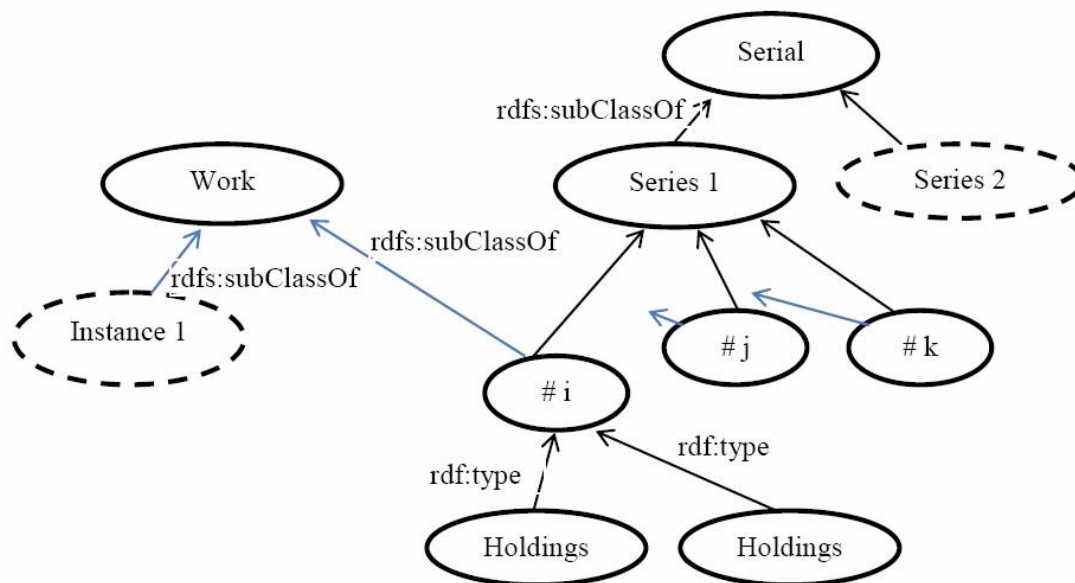 Serial
rdfs:subClassOf
Work
Series 1
Series 2
rdfs:subClassOf
rdfs:subClassOf
Instance 1
# j
# k
# i
rdf:type
rdf:type
Holdings
Holdings